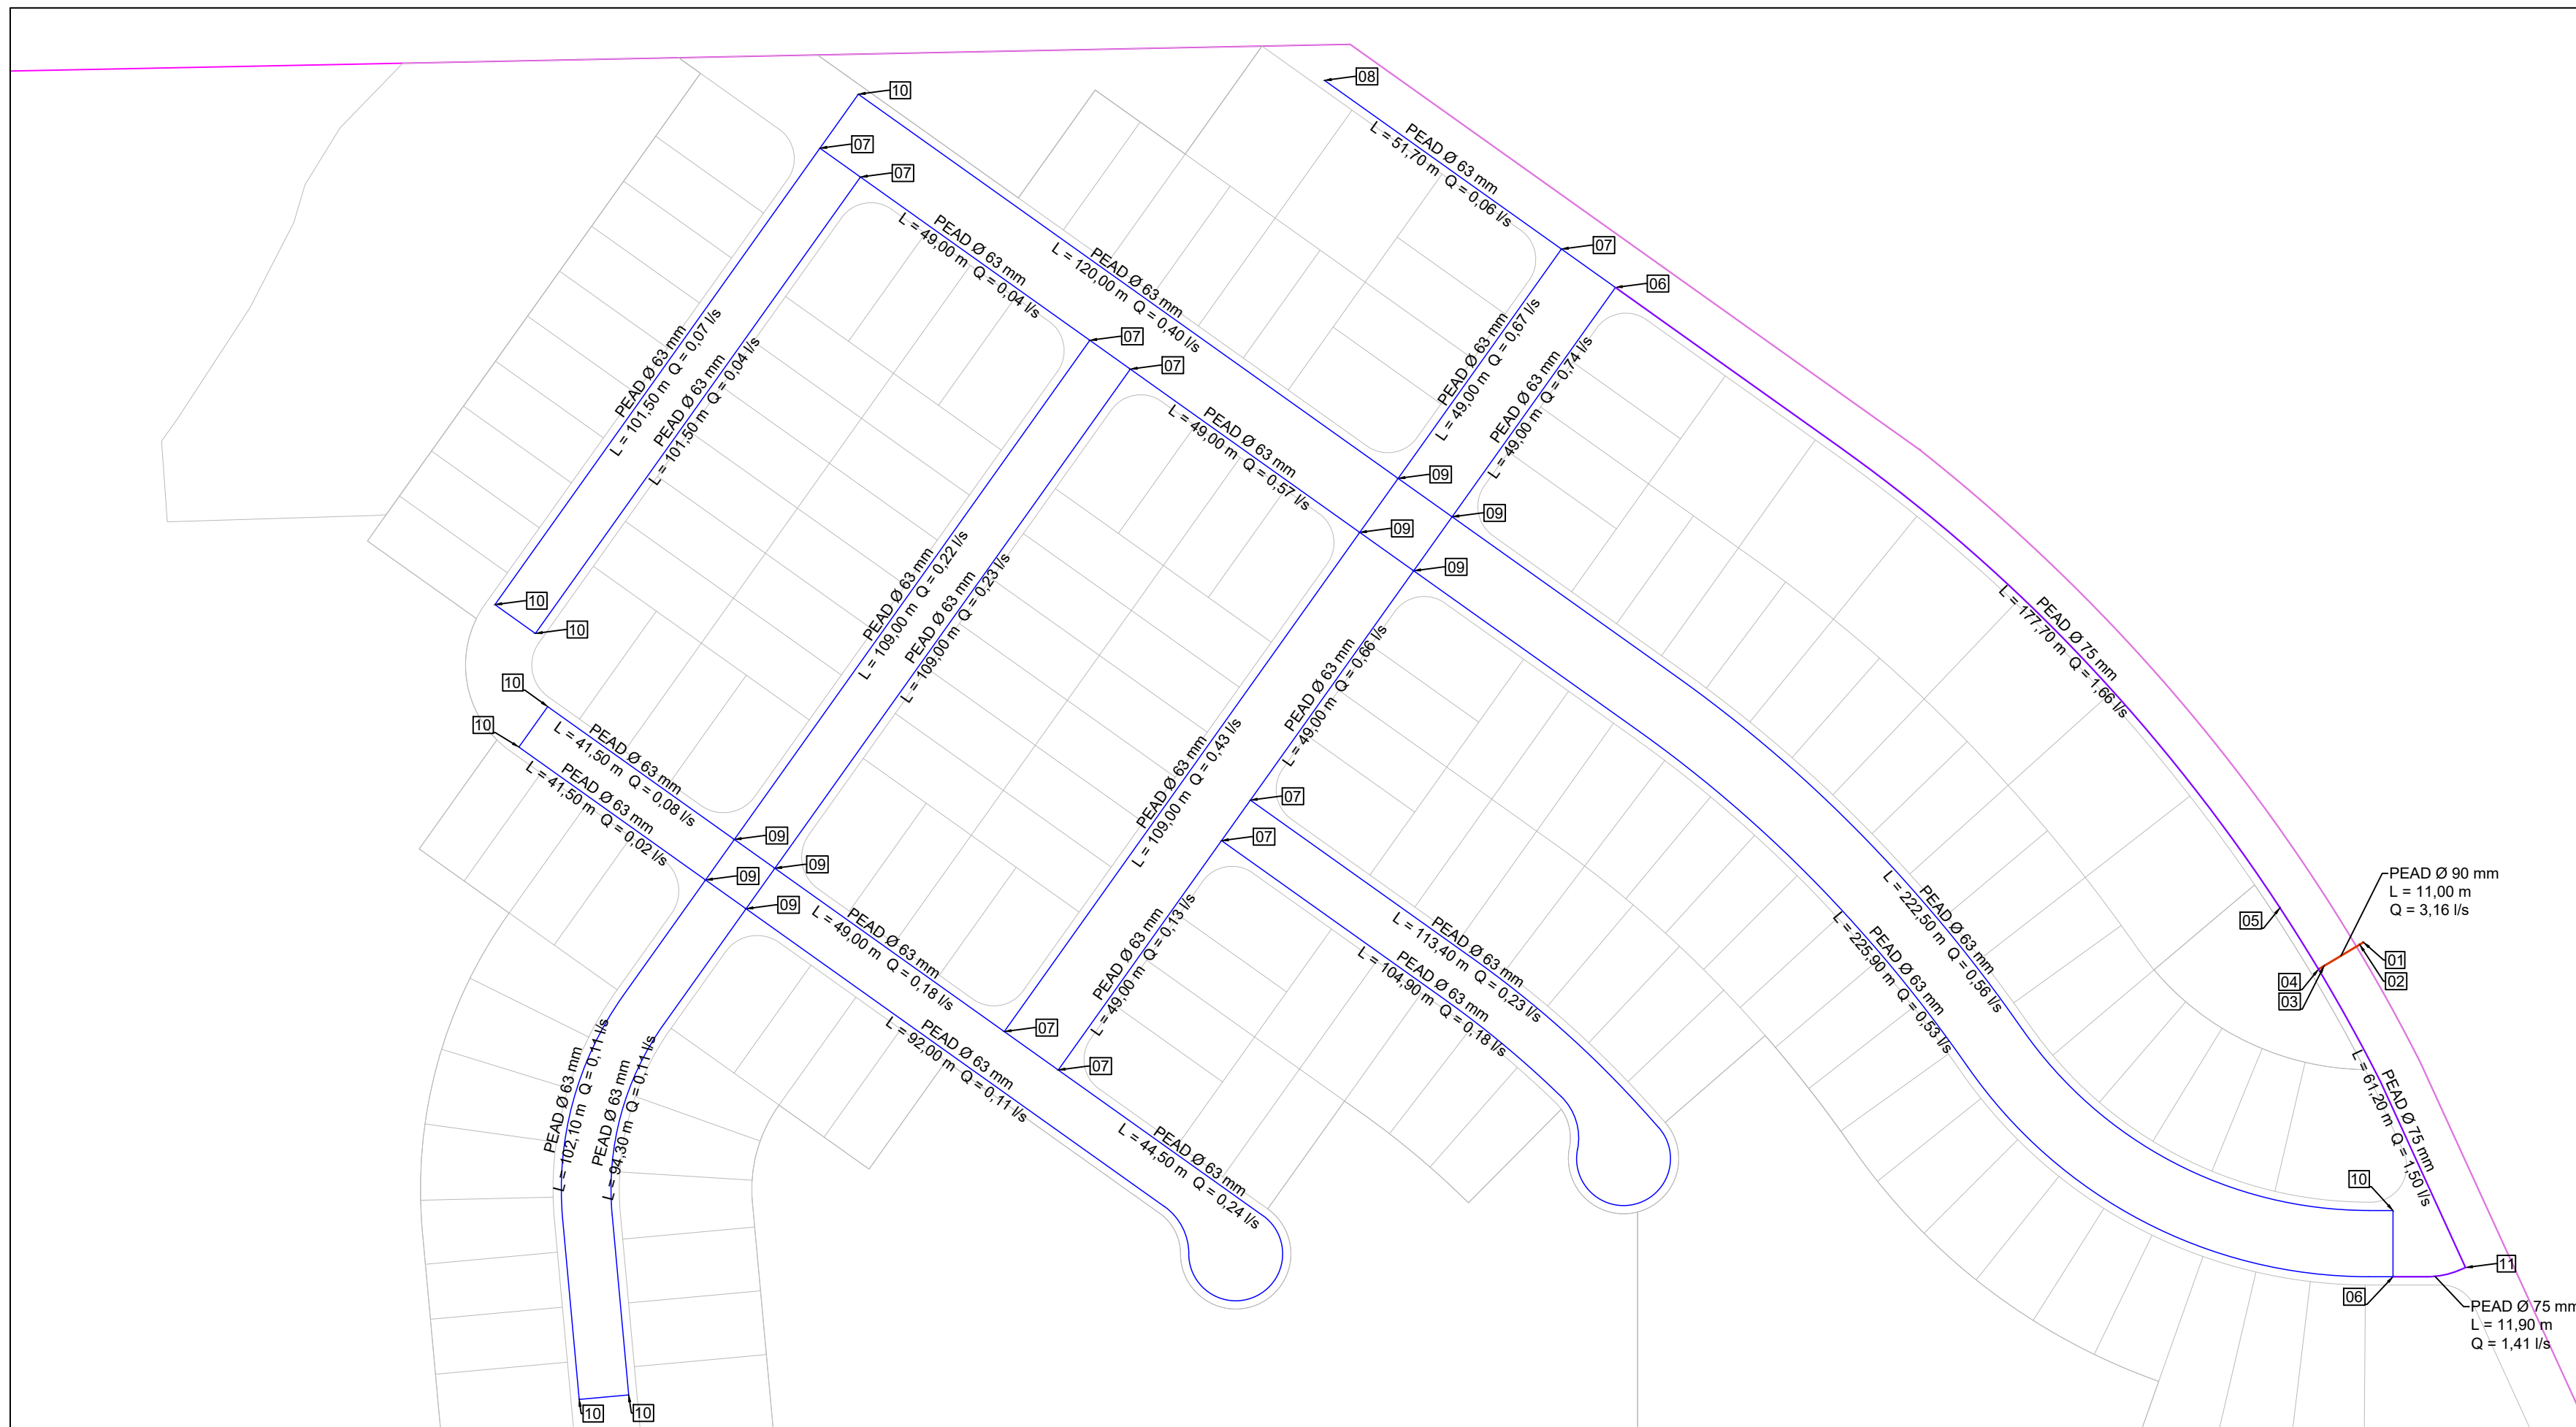 08
10
PEAD Ø 63 mm
L = 51,70 m  Q = 0,06 l/s
07
07
PEAD Ø 63 mm
L = 49,00 m  Q = 0,04 l/s
PEAD Ø 63 mm
L = 120,00 m  Q = 0,40 l/s
07
06
PEAD Ø 63 mm
L = 101,50 m  Q = 0,07 l/s
PEAD Ø 63 mm
L = 101,50 m  Q = 0,04 l/s
07
07
PEAD Ø 63 mm
L = 49,00 m  Q = 0,67 l/s
PEAD Ø 63 mm
L = 49,00 m  Q = 0,74 l/s
PEAD Ø 63 mm
L = 49,00 m  Q = 0,57 l/s
09
09
09
09
10
10
PEAD Ø 63 mm
L = 109,00 m  Q = 0,22 l/s
PEAD Ø 63 mm
L = 109,00 m  Q = 0,23 l/s
PEAD Ø 75 mm
L = 177,70 m  Q = 1,66 l/s
10
10
PEAD Ø 63 mm
L = 41,50 m  Q = 0,08 l/s
PEAD Ø 63 mm
L = 41,50 m  Q = 0,02 l/s
PEAD Ø 63 mm
L = 109,00 m  Q = 0,43 l/s
PEAD Ø 63 mm
L = 49,00 m  Q = 0,66 l/s
07
07
09
09
09
09
PEAD Ø 90 mm
L = 11,00 m
Q = 3,16 l/s
05
01
02
04
03
PEAD Ø 63 mm
L = 49,00 m  Q = 0,18 l/s
PEAD Ø 63 mm
L = 49,00 m  Q = 0,13 l/s
PEAD Ø 63 mm
L = 113,40 m  Q = 0,23 l/s
PEAD Ø 63 mm
L = 104,90 m  Q = 0,18 l/s
PEAD Ø 63 mm
L = 225,90 m  Q = 0,53 l/s
PEAD Ø 63 mm
L = 222,50 m  Q = 0,56 l/s
07
07
PEAD Ø 63 mm
L = 102,10 m  Q = 0,11 l/s
PEAD Ø 63 mm
L = 94,30 m  Q = 0,11 l/s
PEAD Ø 63 mm
L = 92,00 m  Q = 0,11 l/s
PEAD Ø 63 mm
L = 44,50 m  Q = 0,24 l/s
PEAD Ø 75 mm
L = 61,20 m  Q = 1,50 l/s
10
11
06
PEAD Ø 75 mm
L = 11,90 m
Q = 1,41 l/s
10
10